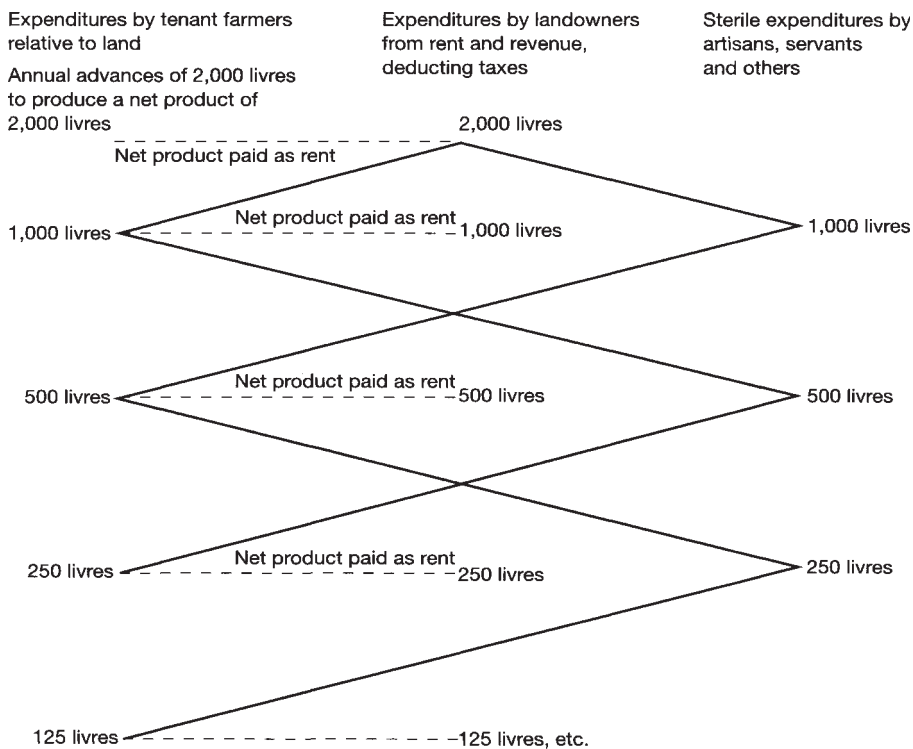 Expenditures by tenant farmers
relative to land
Annual advances of 2,000 livres
to produce a net product of
2,000 livres
Expenditures by landowners
from rent and revenue,
deducting taxes
Sterile expenditures by
artisans, servants
and others
2,000 livres
Net product paid as rent
1,000 livres
Net product paid as rent
1,000 livres
1,000 livres
500 livres
Net product paid as rent
500 livres
500 livres
250 livres
Net product paid as rent
250 livres
250 livres
125 livres
125 livres, etc.